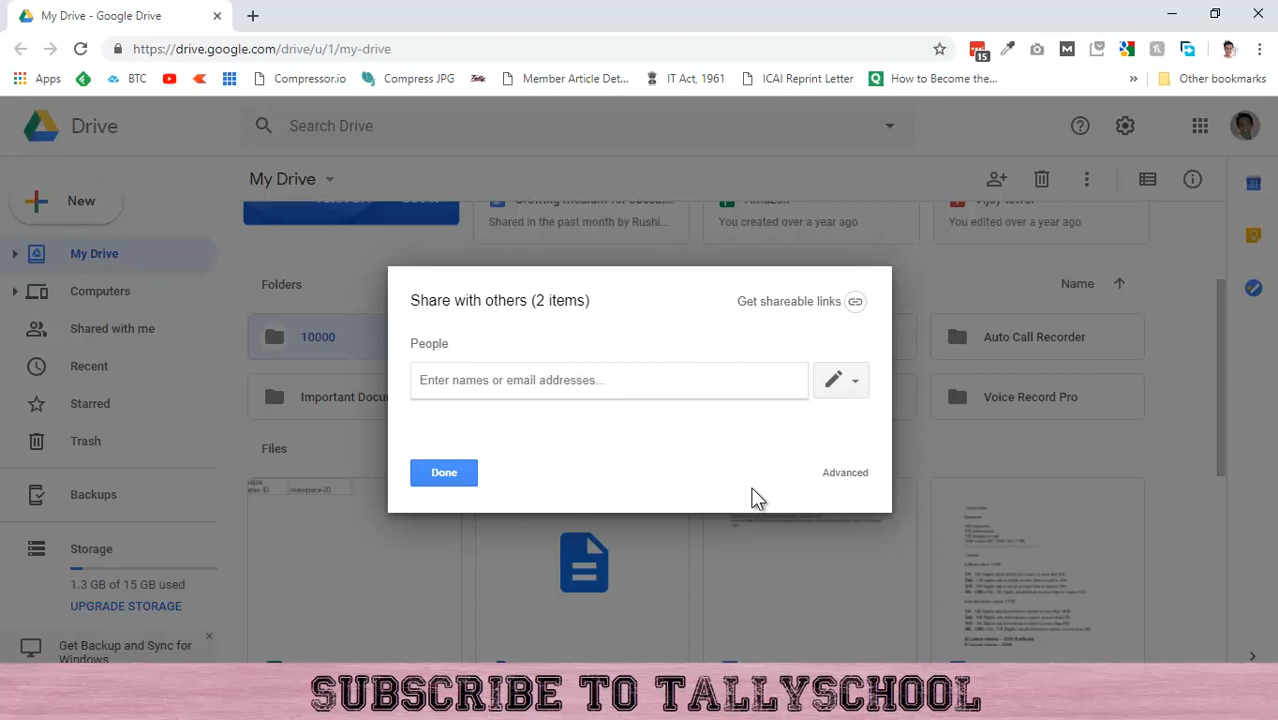 My Drive - Google Drive
https://drive.google.com/drive/u/1/my-drive
15
Apps
BTC
Compressor.io
Compress JPG
Member Article Det...
IT Act, 196
ICAI Reprint Letter
How to Become the...
»
Other bookmarks
Drive
Search Drive
New
My Drive
Shared in the past month by Rushi...
You created over a year ago
You edited over a year ago
My Drive
Computers
Shared with me
Recent
Starred
Trash
Backups
Storage
1.3 GB of 15 GB used
UPGRADE STORAGE
Get Backup and Sync for
Windows
Folders
Name
10000
Auto Call Recorder
Important Docu
Voice Record Pro
Files
Share with others (2 items)
Get shareable links
People
Enter names or email addresses...
Done
Advanced
SUBSCRIBE TO TALLYSCHOOL